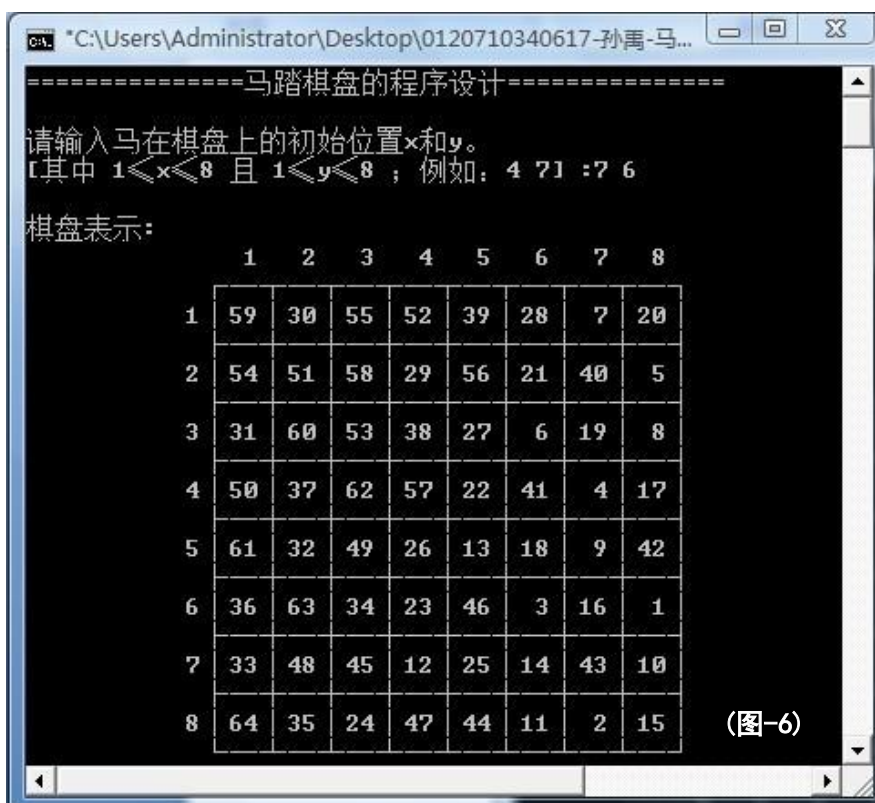 *C:\Users\Administrator\Desktop\0120710340617-孙禹-马...
===============马踏棋盘的程序设计===============
请输入马在棋盘上的初始位置x和y。
[其中 1≤x≤8 且 1≤y≤8 ; 例如: 4 7] :7 6
棋盘表示:
1 2 3 4 5 6 7 8
1 59 30 55 52 39 28 7 20
2 54 51 58 29 56 21 40 5
3 31 60 53 38 27 6 19 8
4 50 37 62 57 22 41 4 17
5 61 32 49 26 13 18 9 42
6 36 63 34 23 46 3 16 1
7 33 48 45 12 25 14 43 10
8 64 35 24 47 44 11 2 15
(图-6)